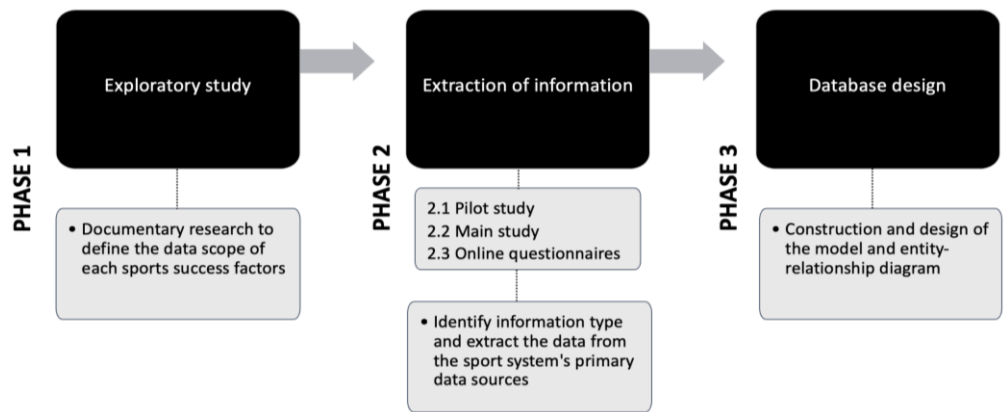 PHASE 1
Exploratory study
• Documentary research to
define the data scope of
each sports success factors
PHASE 2
Extraction of information
2.1 Pilot study
2.2 Main study
2.3 Online questionnaires
• Identify information type
and extract the data from
the sport system's primary
data sources
PHASE 3
Database design
• Construction and design of
the model and entity-
relationship diagram